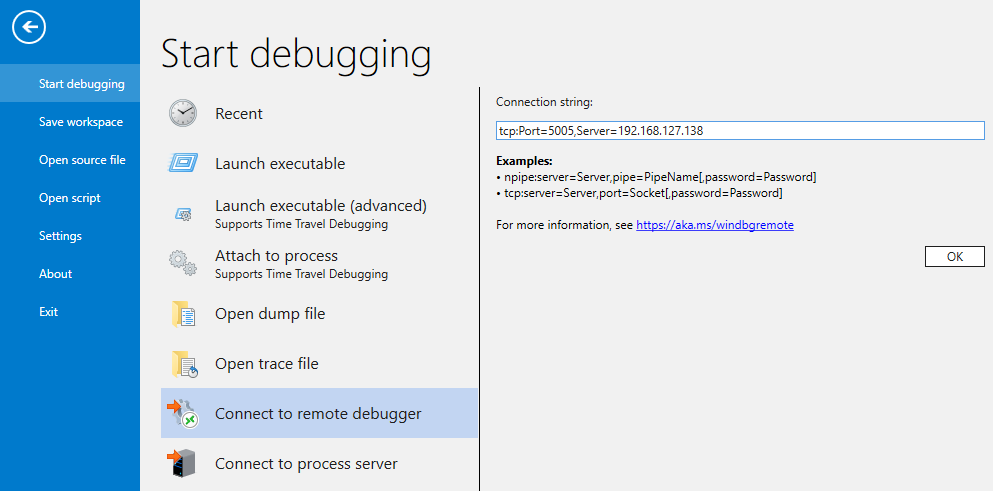 Start debugging
Save workspace
Open source file
Open script
Settings
About
Exit
Start debugging
Recent
Launch executable
Launch executable (advanced)
Supports Time Travel Debugging
Attach to process
Supports Time Travel Debugging
Open dump file
Open trace file
Connect to remote debugger
Connect to process server
Connection string:
tcp:Port=5005,Server=192.168.127.138
Examples:
• npipe:server=Server,pipe=PipeName[,password=Password]
• tcp:server=Server,port=Socket[,password=Password]
For more information, see https://aka.ms/windbgremote
OK